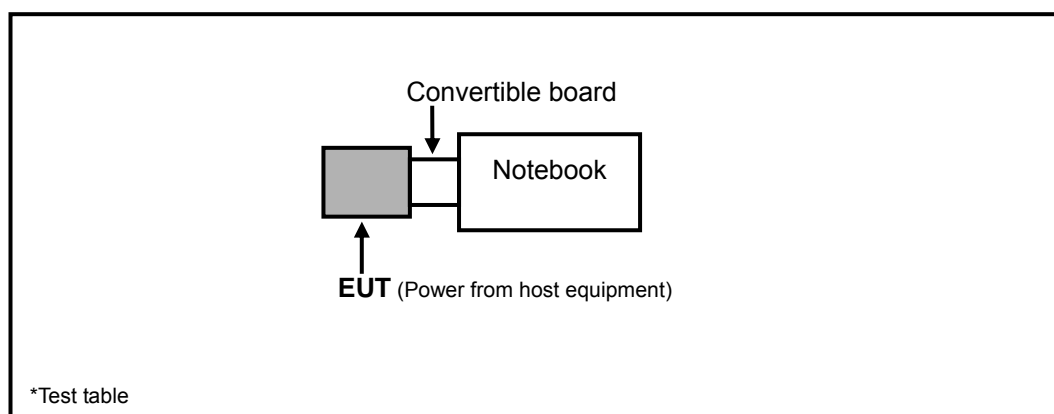 Convertible board
Notebook
EUT (Power from host equipment)
*Test table